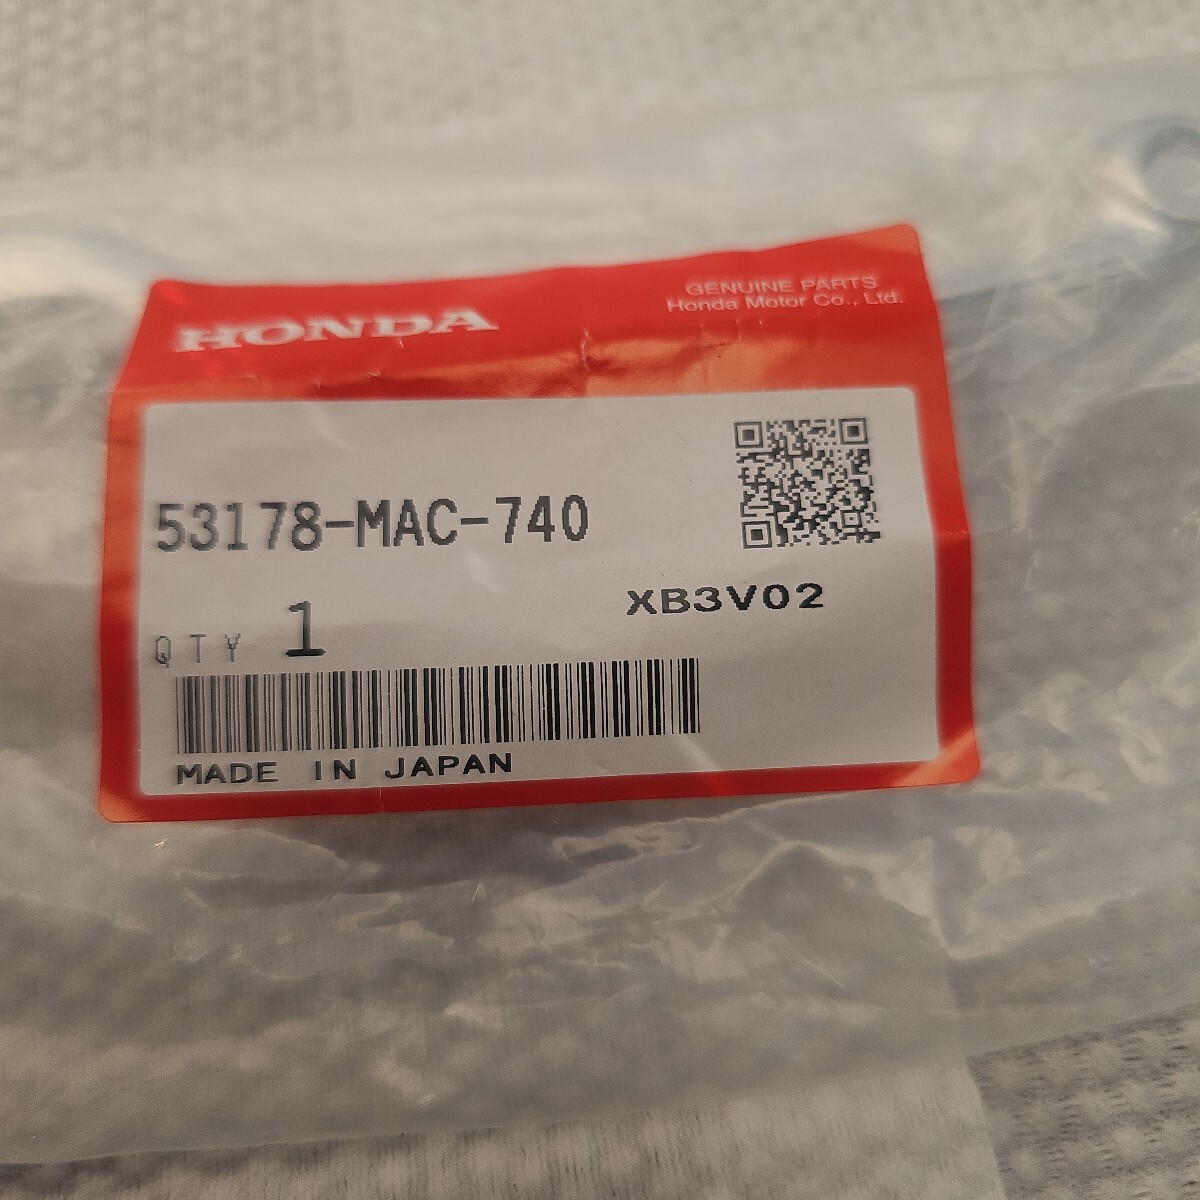 HONDA
GENUINE PARTS
Honda Motor Co., Ltd.
53178-MAC-740
XB3V02
QTY 1
MADE IN JAPAN